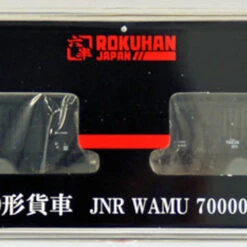 ROKUHAN
JAPAN//
形貨車 JNR WAMU 70000